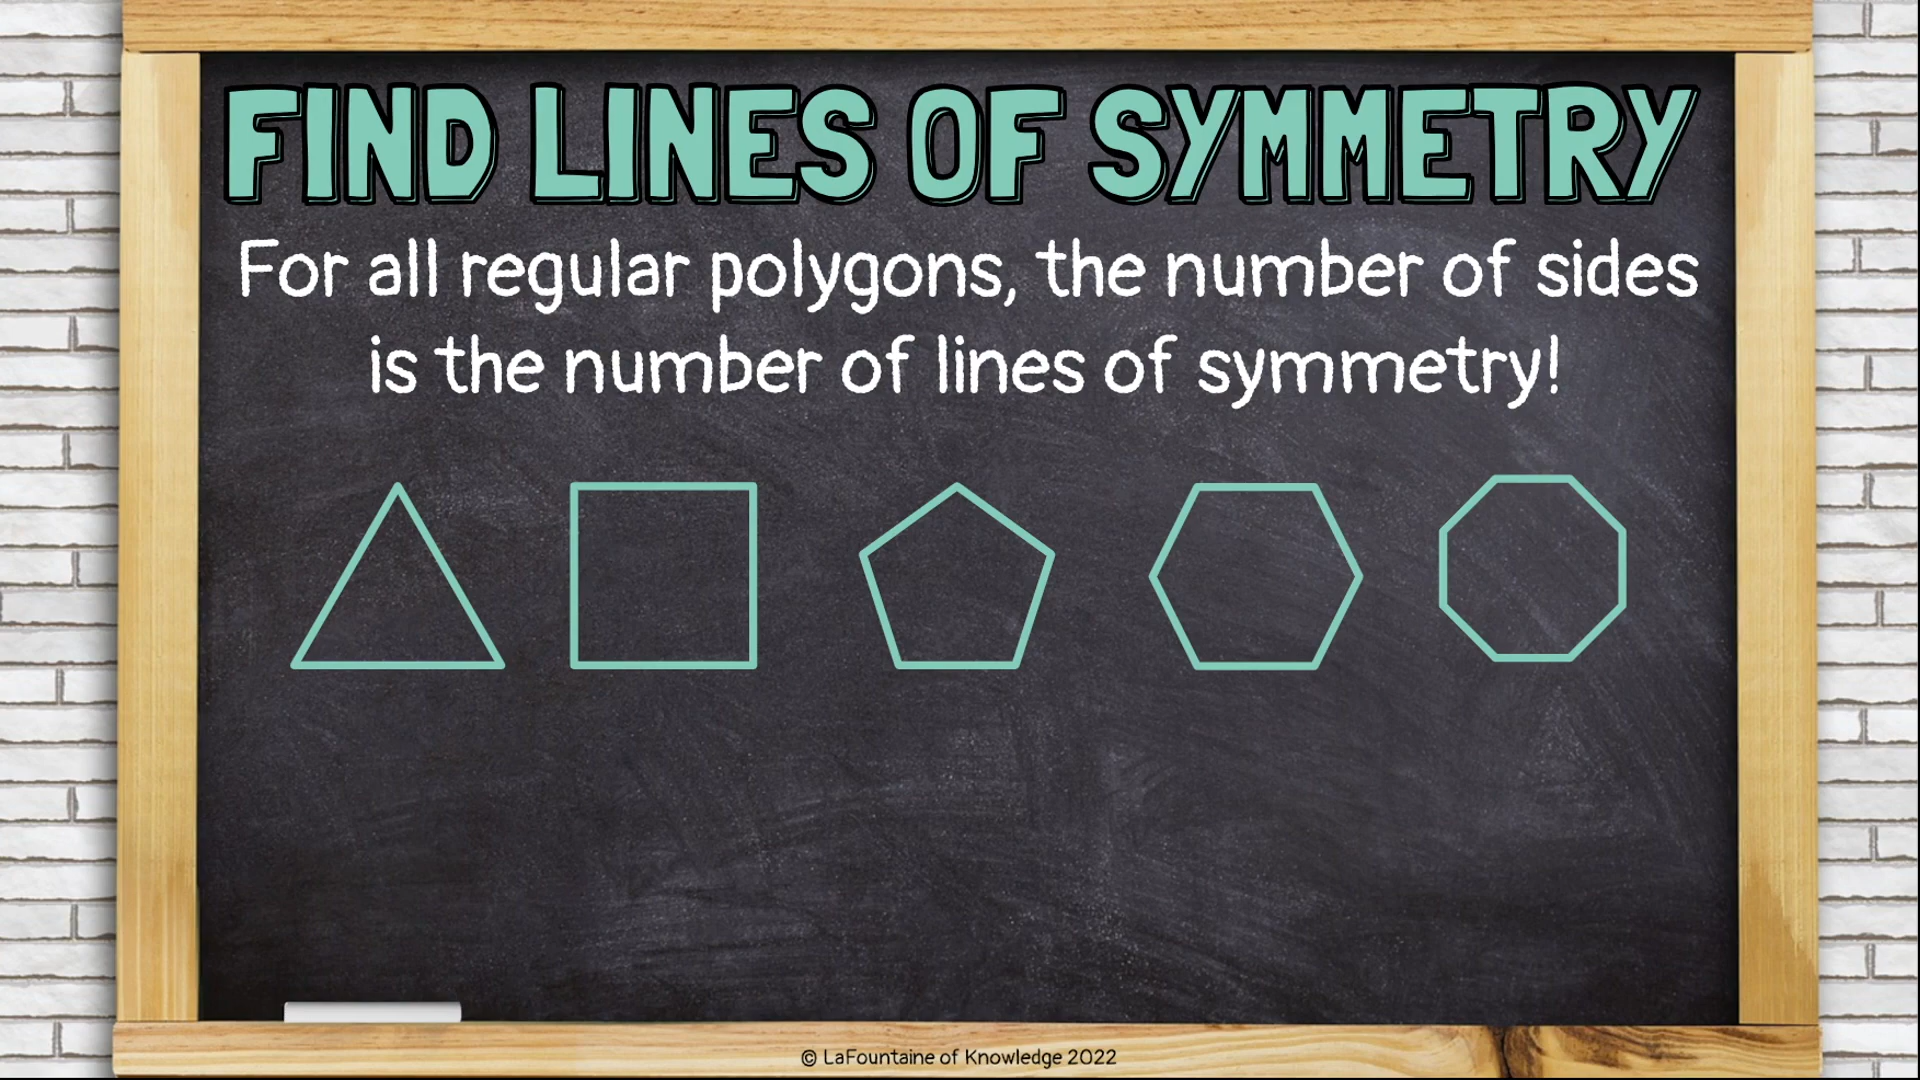 FIND LINES OF SYMMETRY
For all regular polygons, the number of sides
is the number of lines of symmetry!
© LaFountaine of Knowledge 2022